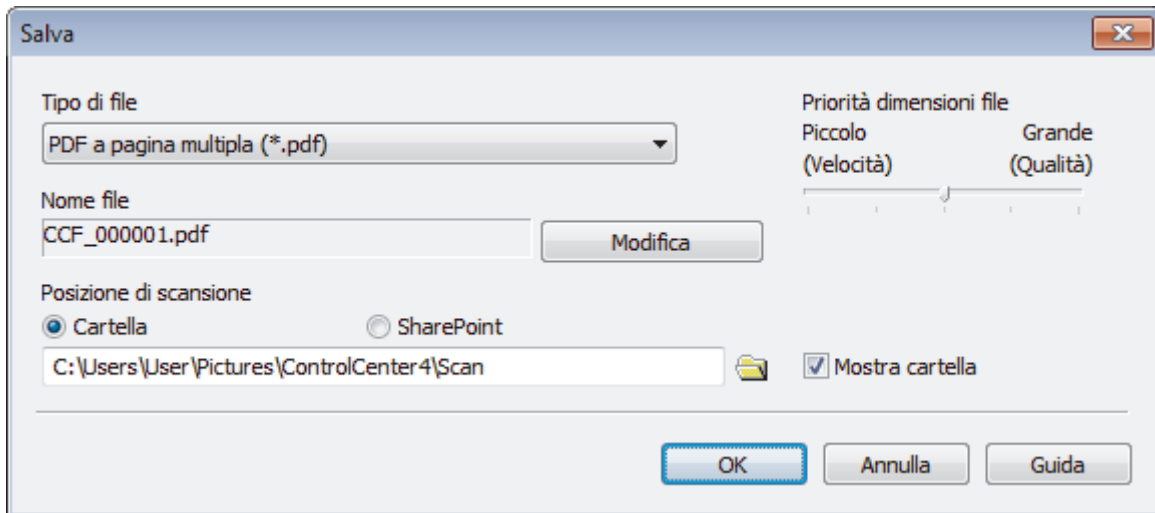 Salva
Tipo di file
PDF a pagina multipla (*.pdf)
Priorità dimensioni file
Piccolo Grande
(Velocità) (Qualità)
Nome file
CCF_000001.pdf
Modifica
Posizione di scansione
Cartella SharePoint
C:\Users\User\Pictures\ControlCenter4\Scan
Mostra cartella
OK Annulla Guida